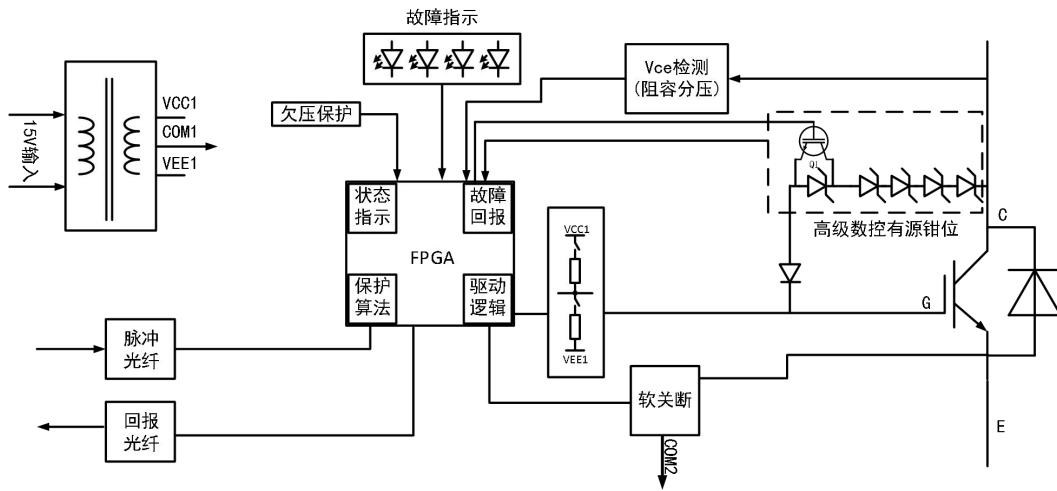 故障指示
Vce检测
(阻容分压)
VCC1
COM1
VEE1
15V输入
欠压保护
Q1
高级数控有源钳位
状态
指示
故障
回报
FPGA
保护
算法
驱动
逻辑
VCC1
VEE1
C
G
E
脉冲
光纤
回报
光纤
软关断
COM2